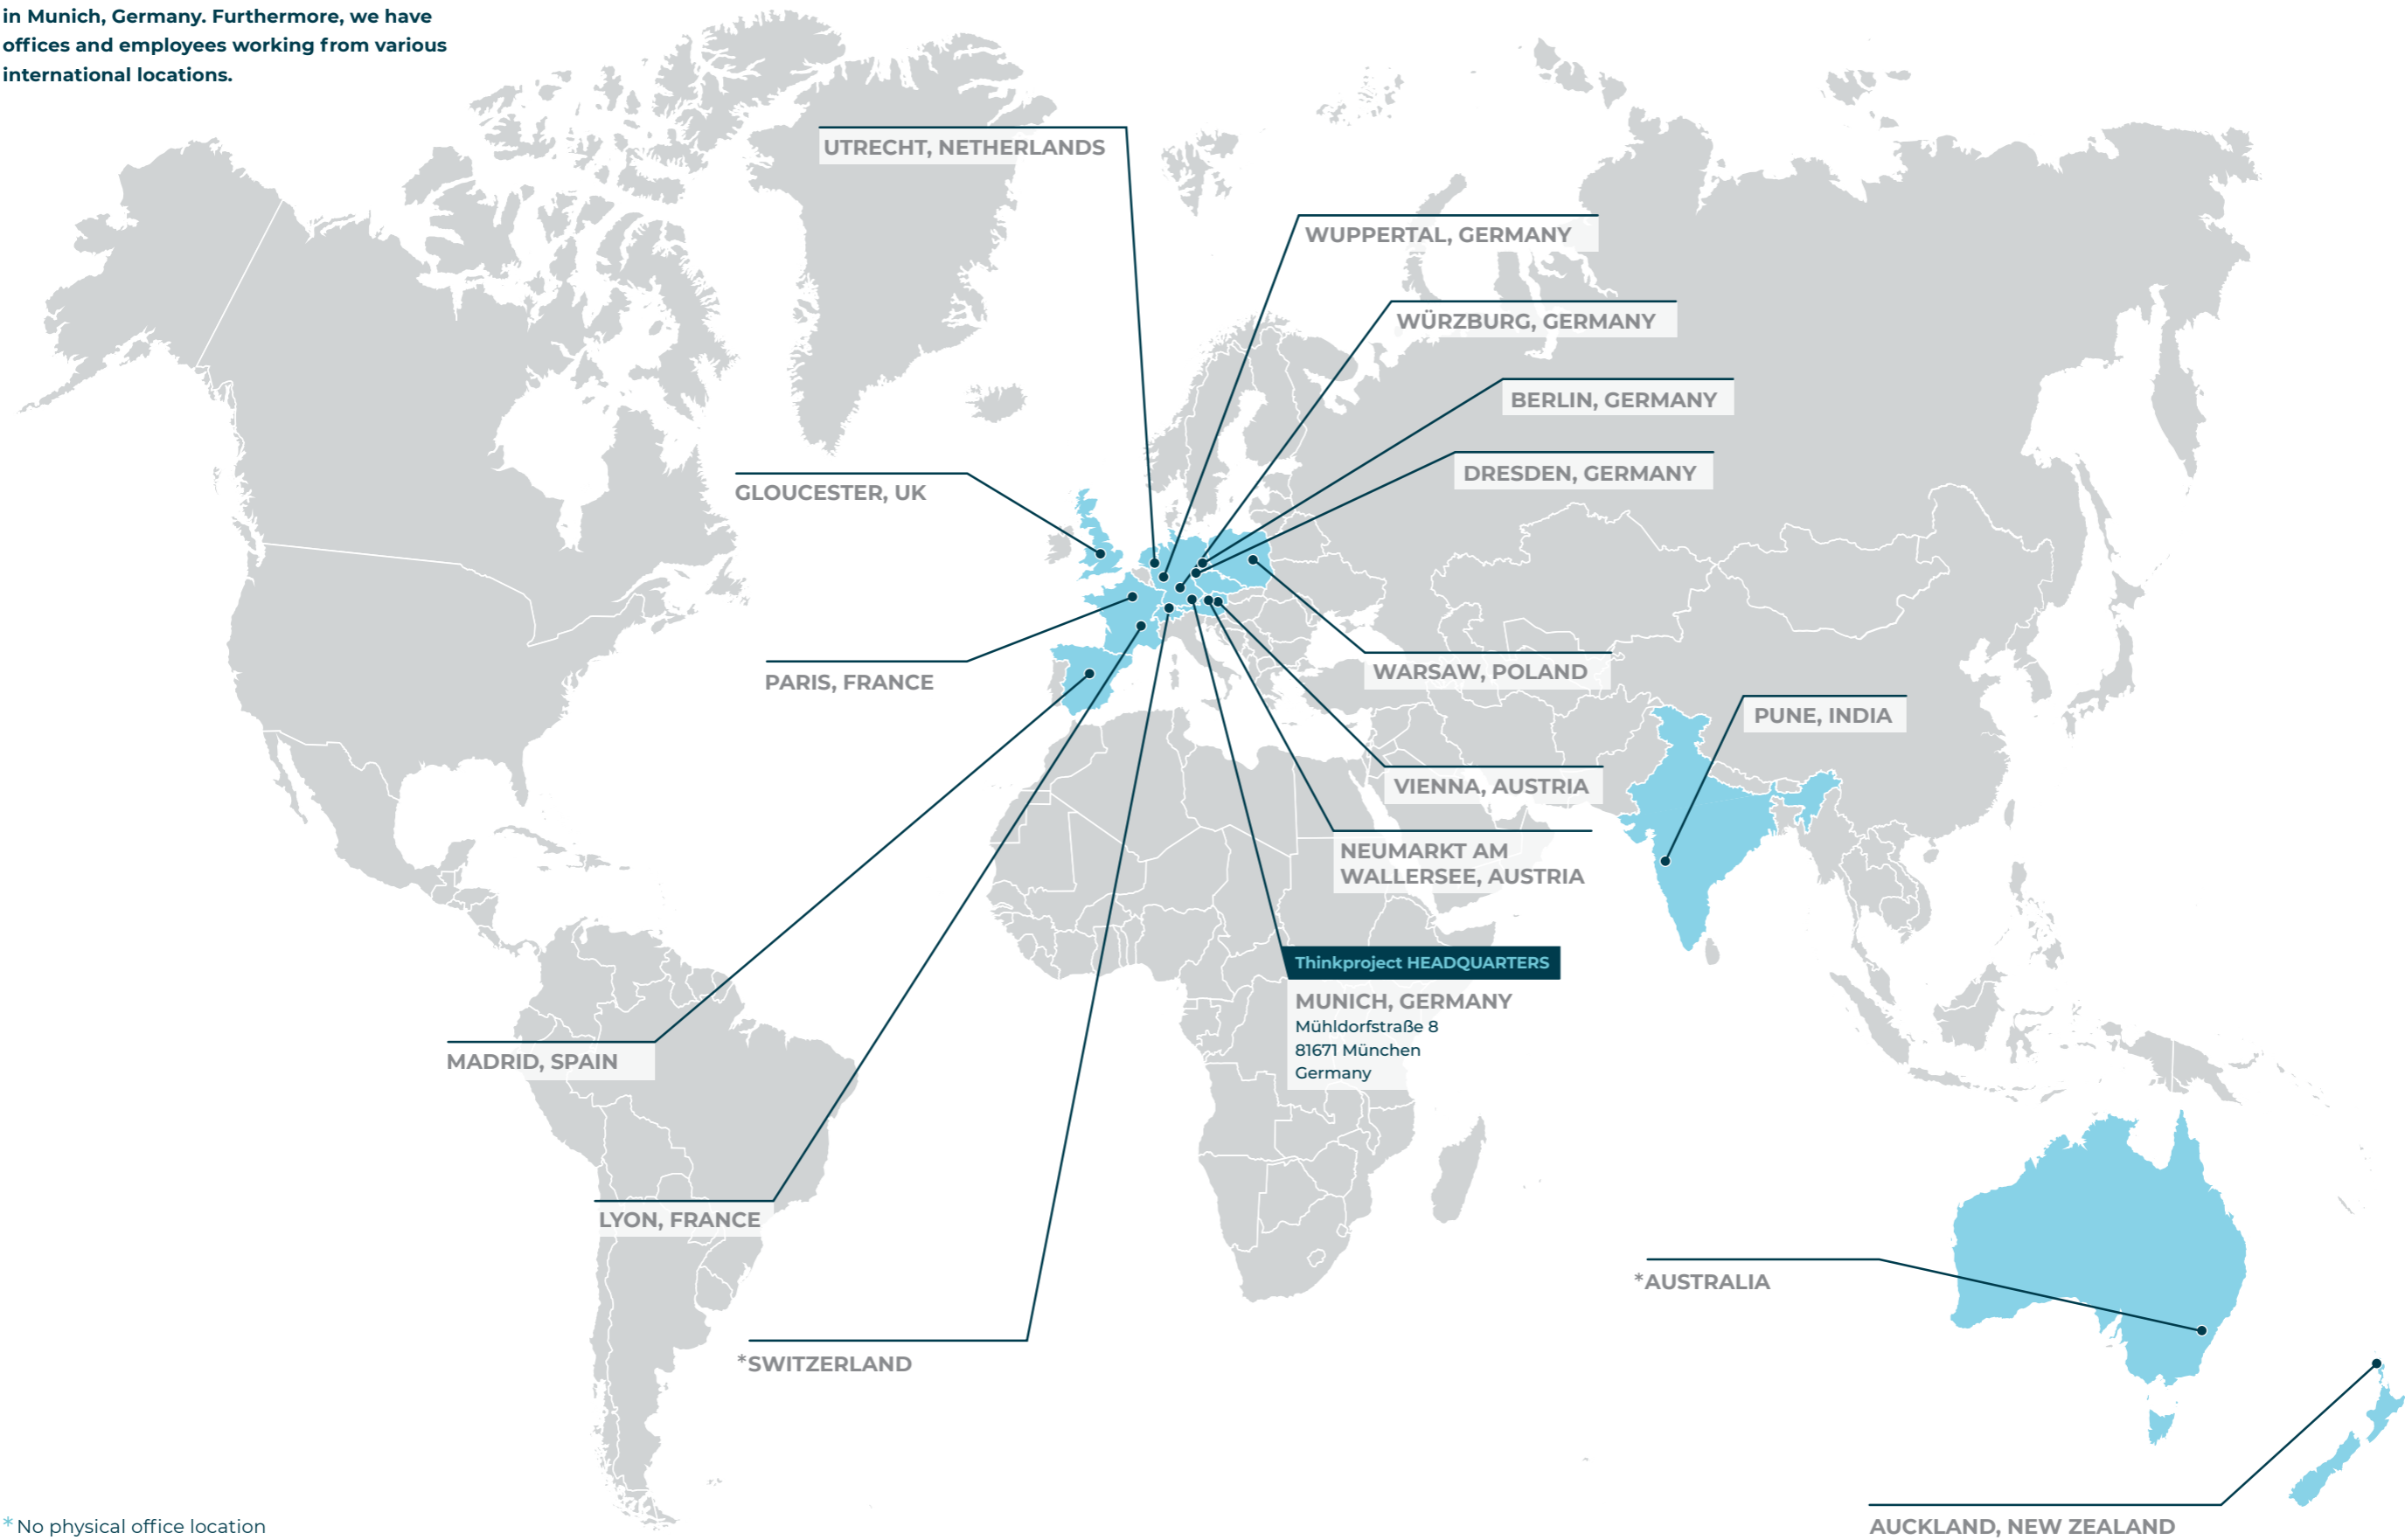 in Munich, Germany. Furthermore, we have
offices and employees working from various
international locations.
UTRECHT, NETHERLANDS
WUPPERTAL, GERMANY
WÜRZBURG, GERMANY
BERLIN, GERMANY
DRESDEN, GERMANY
GLOUCESTER, UK
PARIS, FRANCE
WARSAW, POLAND
PUNE, INDIA
VIENNA, AUSTRIA
NEUMARKT AM
WALLERSEE, AUSTRIA
Thinkproject HEADQUARTERS
MUNICH, GERMANY
Mühldorfstraße 8
81671 München
Germany
MADRID, SPAIN
LYON, FRANCE
*AUSTRALIA
*SWITZERLAND
* No physical office location
AUCKLAND, NEW ZEALAND